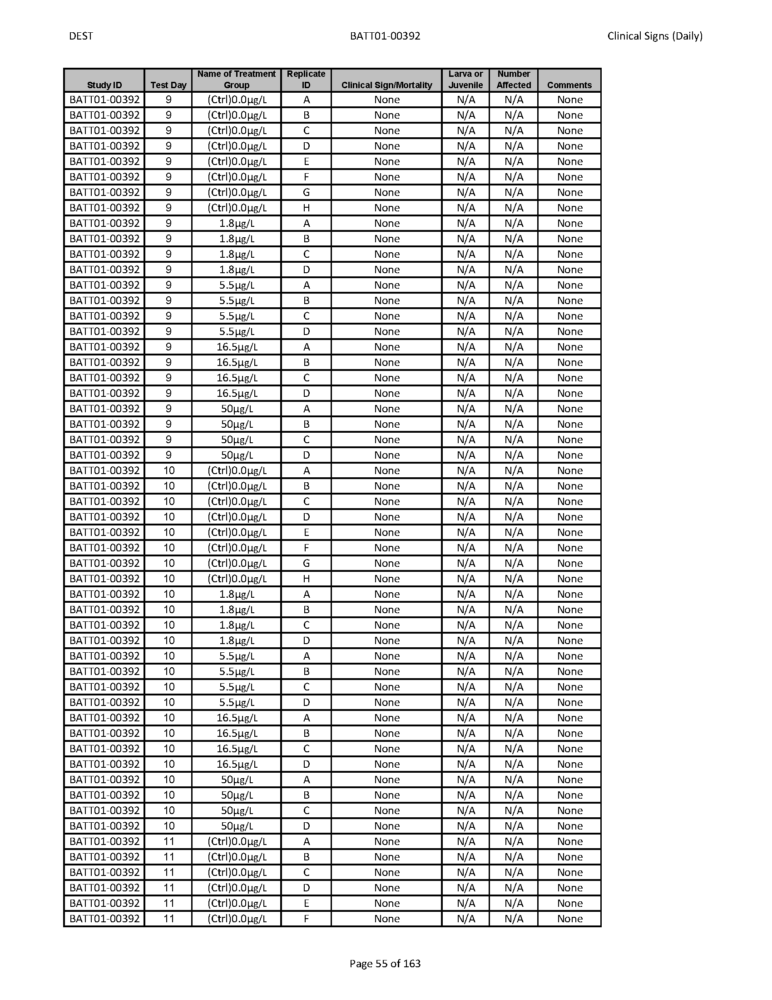 DEST BATT01-00392 Clinical Signs (Daily)
Study ID Test Day Name of Treatment Group Replicate ID Clinical Sign/Mortality Larva or Juvenile Number Affected Comments
BATT01-00392 9 (Ctrl)0.0µg/L A None N/A N/A None
BATT01-00392 9 (Ctrl)0.0µg/L B None N/A N/A None
BATT01-00392 9 (Ctrl)0.0µg/L C None N/A N/A None
BATT01-00392 9 (Ctrl)0.0µg/L D None N/A N/A None
BATT01-00392 9 (Ctrl)0.0µg/L E None N/A N/A None
BATT01-00392 9 (Ctrl)0.0µg/L F None N/A N/A None
BATT01-00392 9 (Ctrl)0.0µg/L G None N/A N/A None
BATT01-00392 9 (Ctrl)0.0µg/L H None N/A N/A None
BATT01-00392 9 1.8µg/L A None N/A N/A None
BATT01-00392 9 1.8µg/L B None N/A N/A None
BATT01-00392 9 1.8µg/L C None N/A N/A None
BATT01-00392 9 1.8µg/L D None N/A N/A None
BATT01-00392 9 5.5µg/L A None N/A N/A None
BATT01-00392 9 5.5µg/L B None N/A N/A None
BATT01-00392 9 5.5µg/L C None N/A N/A None
BATT01-00392 9 5.5µg/L D None N/A N/A None
BATT01-00392 9 16.5µg/L A None N/A N/A None
BATT01-00392 9 16.5µg/L B None N/A N/A None
BATT01-00392 9 16.5µg/L C None N/A N/A None
BATT01-00392 9 16.5µg/L D None N/A N/A None
BATT01-00392 9 50µg/L A None N/A N/A None
BATT01-00392 9 50µg/L B None N/A N/A None
BATT01-00392 9 50µg/L C None N/A N/A None
BATT01-00392 9 50µg/L D None N/A N/A None
BATT01-00392 10 (Ctrl)0.0µg/L A None N/A N/A None
BATT01-00392 10 (Ctrl)0.0µg/L B None N/A N/A None
BATT01-00392 10 (Ctrl)0.0µg/L C None N/A N/A None
BATT01-00392 10 (Ctrl)0.0µg/L D None N/A N/A None
BATT01-00392 10 (Ctrl)0.0µg/L E None N/A N/A None
BATT01-00392 10 (Ctrl)0.0µg/L F None N/A N/A None
BATT01-00392 10 (Ctrl)0.0µg/L G None N/A N/A None
BATT01-00392 10 (Ctrl)0.0µg/L H None N/A N/A None
BATT01-00392 10 1.8µg/L A None N/A N/A None
BATT01-00392 10 1.8µg/L B None N/A N/A None
BATT01-00392 10 1.8µg/L C None N/A N/A None
BATT01-00392 10 1.8µg/L D None N/A N/A None
BATT01-00392 10 5.5µg/L A None N/A N/A None
BATT01-00392 10 5.5µg/L B None N/A N/A None
BATT01-00392 10 5.5µg/L C None N/A N/A None
BATT01-00392 10 5.5µg/L D None N/A N/A None
BATT01-00392 10 16.5µg/L A None N/A N/A None
BATT01-00392 10 16.5µg/L B None N/A N/A None
BATT01-00392 10 16.5µg/L C None N/A N/A None
BATT01-00392 10 16.5µg/L D None N/A N/A None
BATT01-00392 10 50µg/L A None N/A N/A None
BATT01-00392 10 50µg/L B None N/A N/A None
BATT01-00392 10 50µg/L C None N/A N/A None
BATT01-00392 10 50µg/L D None N/A N/A None
BATT01-00392 11 (Ctrl)0.0µg/L A None N/A N/A None
BATT01-00392 11 (Ctrl)0.0µg/L B None N/A N/A None
BATT01-00392 11 (Ctrl)0.0µg/L C None N/A N/A None
BATT01-00392 11 (Ctrl)0.0µg/L D None N/A N/A None
BATT01-00392 11 (Ctrl)0.0µg/L E None N/A N/A None
BATT01-00392 11 (Ctrl)0.0µg/L F None N/A N/A None
Page 55 of 163